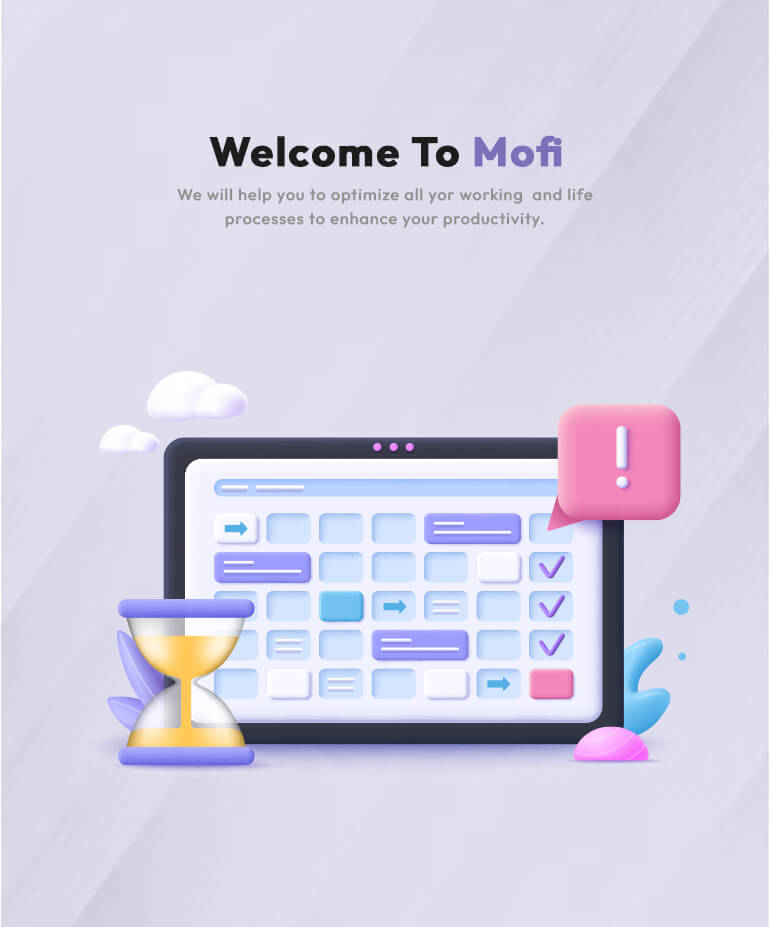 Welcome To Mofi
We will help you to optimize all yor working  and life
processes to enhance your productivity.
!